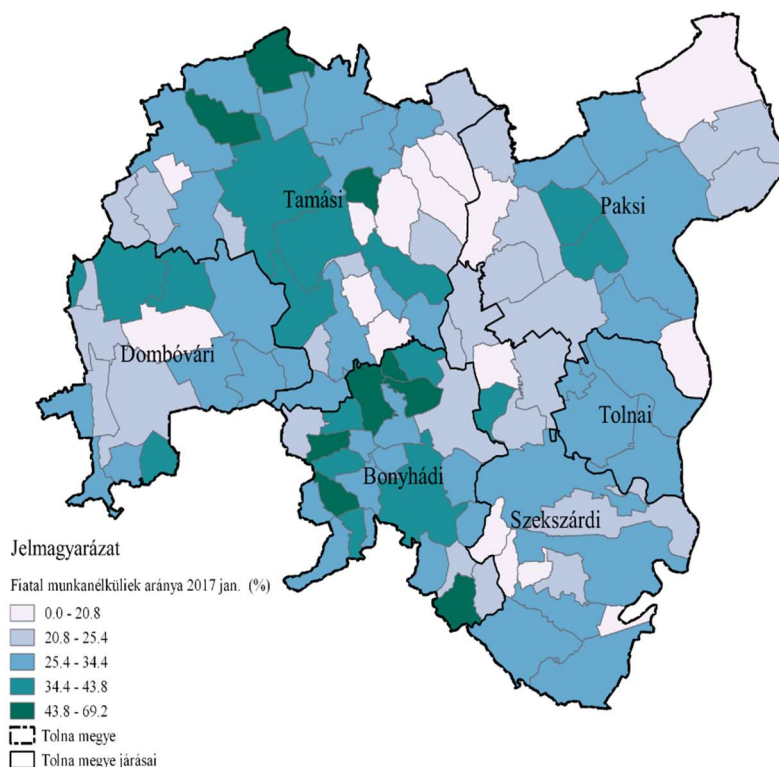 Tamási
Paksi
Dombóvári
Tolnai
Bonyhádi
Szekszárdi
Jelmagyarázat
Fiatal munkanélküliek aránya 2017 jan. (%)
0.0 - 20.8
20.8 - 25.4
25.4 - 34.4
34.4 - 43.8
43.8 - 69.2
Tolna megye
Tolna megye járásai